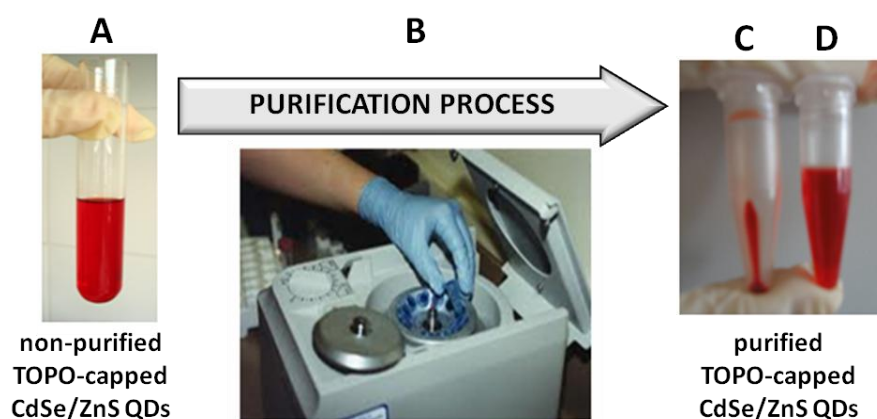 A
B
C D
PURIFICATION PROCESS
non-purified
TOPO-capped
CdSe/ZnS QDs
purified
TOPO-capped
CdSe/ZnS QDs